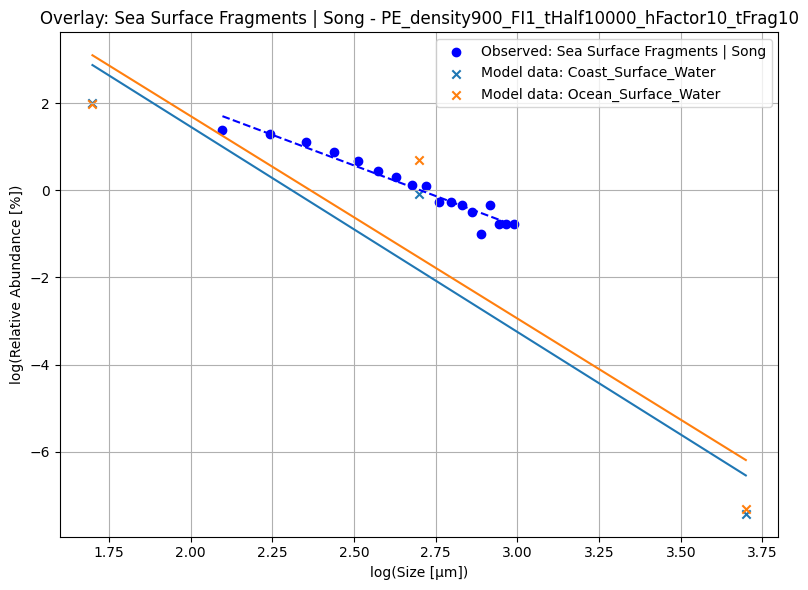 Overlay: Sea Surface Fragments | Song - PE_density900_FI1_tHalf10000_hFactor10_tFrag10
Observed: Sea Surface Fragments | Song
Model data: Coast_Surface_Water
Model data: Ocean_Surface_Water
log(Relative Abundance [%])
2
0
−2
−4
−6
1.75 2.00 2.25 2.50 2.75 3.00 3.25 3.50 3.75
log(Size [μm])